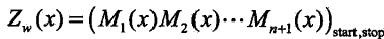 Z_w(x) = (M_1(x)M_2(x)⋯M_{n+1}(x))_{start,stop}